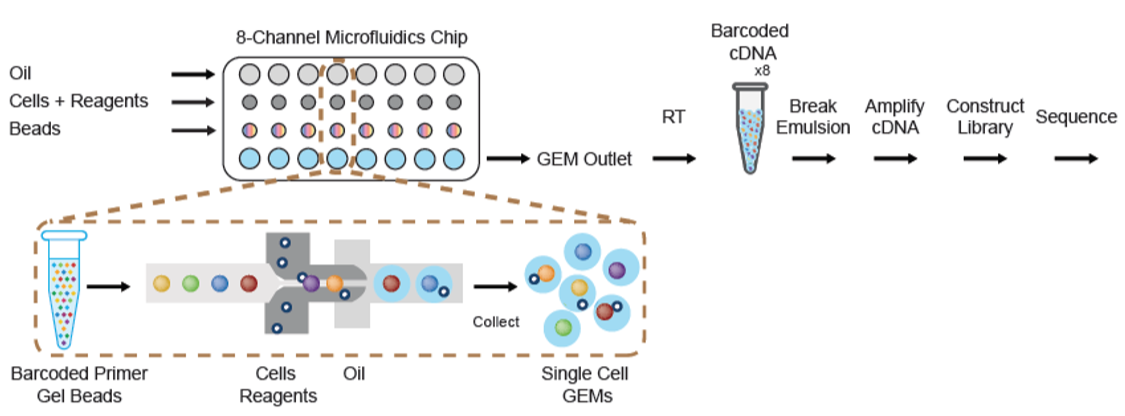 8-Channel Microfluidics Chip
Oil
Cells + Reagents
Beads
GEM Outlet
RT
Barcoded
cDNA
x8
Break
Emulsion
Amplify
cDNA
Construct
Library
Sequence
Collect
Barcoded Primer
Gel Beads
Cells
Reagents
Oil
Single Cell
GEMs